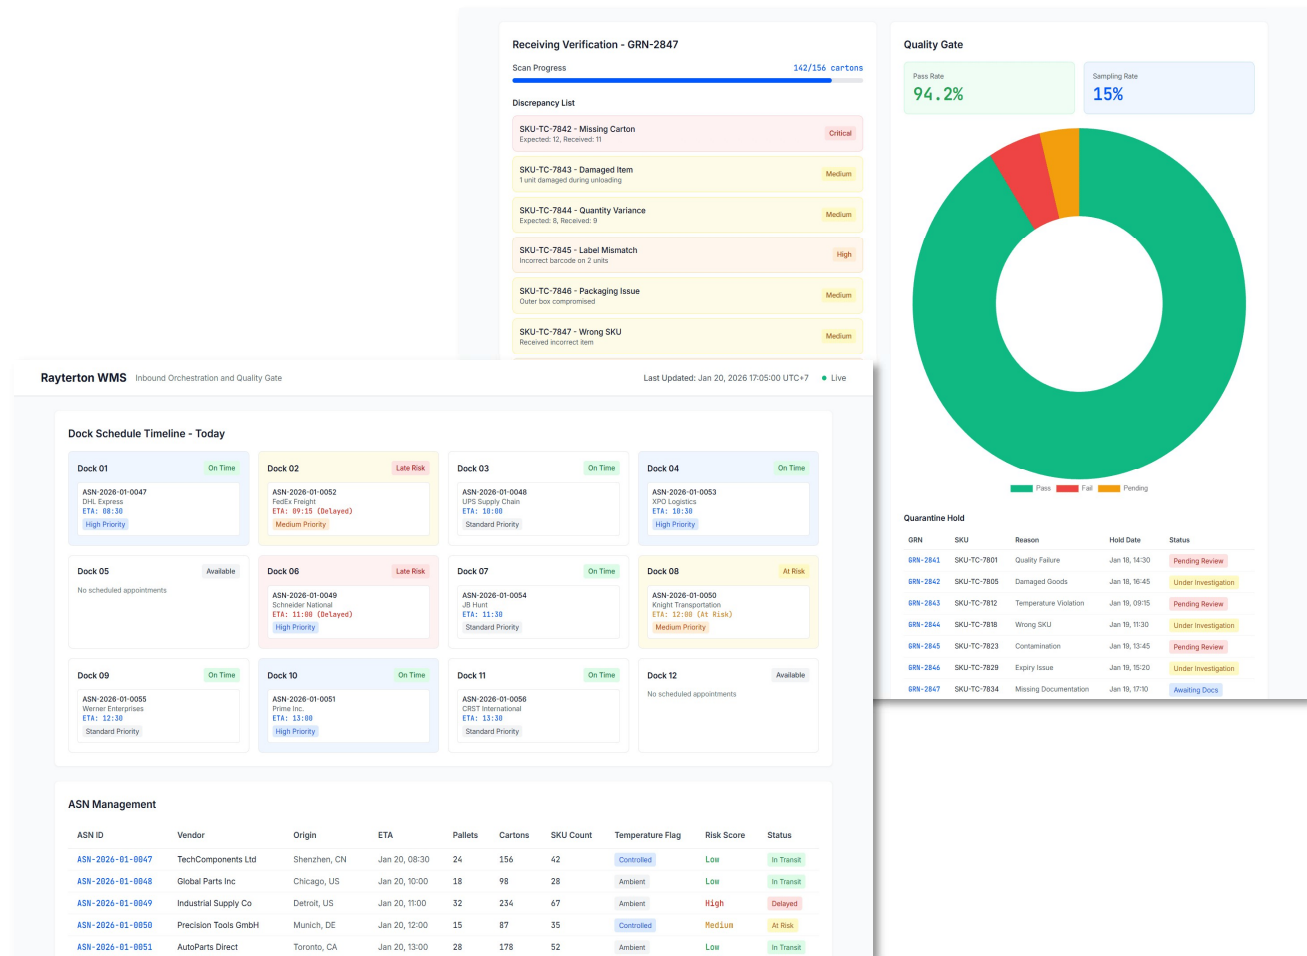 Receiving Verification - GRN-2847
Scan Progress 142/156 cartons
Discrepancy List
SKU-TC-7842 - Missing Carton
Expected: 12, Received: 11
Critical
SKU-TC-7843 - Damaged Item
1 unit damaged during unloading
Medium
SKU-TC-7844 - Quantity Variance
Expected: 8, Received: 9
Medium
SKU-TC-7845 - Label Mismatch
Incorrect barcode on 2 units
High
SKU-TC-7846 - Packaging Issue
Outer box compromised
Medium
SKU-TC-7847 - Wrong SKU
Received incorrect item
Medium
Quality Gate
Pass Rate
94.2%
Sampling Rate
15%
Pass Fail Pending
Quarantine Hold
GRN SKU Reason Hold Date Status
GRN-2841 SKU-TC-7801 Quality Failure Jan 18, 14:30 Pending Review
GRN-2842 SKU-TC-7805 Damaged Goods Jan 18, 16:45 Under Investigation
GRN-2843 SKU-TC-7812 Temperature Violation Jan 19, 09:15 Pending Review
GRN-2844 SKU-TC-7818 Wrong SKU Jan 19, 11:30 Under Investigation
GRN-2845 SKU-TC-7823 Contamination Jan 19, 13:45 Pending Review
GRN-2846 SKU-TC-7829 Expiry Issue Jan 19, 15:20 Under Investigation
GRN-2847 SKU-TC-7834 Missing Documentation Jan 19, 17:10 Awaiting Docs
Rayterton WMS Inbound Orchestration and Quality Gate Last Updated: Jan 20, 2026 17:05:00 UTC+7 Live
Dock Schedule Timeline - Today
Dock 01 On Time
ASN-2026-01-0047
DHL Express
ETA: 08:30
High Priority
Dock 02 Late Risk
ASN-2026-01-0052
FedEx Freight
ETA: 09:15 (Delayed)
Medium Priority
Dock 03 On Time
ASN-2026-01-0048
UPS Supply Chain
ETA: 10:00
Standard Priority
Dock 04 On Time
ASN-2026-01-0053
XPO Logistics
ETA: 10:30
High Priority
Dock 05 Available
No scheduled appointments
Dock 06 Late Risk
ASN-2026-01-0049
Schneider National
ETA: 11:00 (Delayed)
High Priority
Dock 07 On Time
ASN-2026-01-0054
JB Hunt
ETA: 11:30
Standard Priority
Dock 08 At Risk
ASN-2026-01-0050
Knight Transportation
ETA: 12:00 (At Risk)
Medium Priority
Dock 09 On Time
ASN-2026-01-0055
Werner Enterprises
ETA: 12:30
Standard Priority
Dock 10 On Time
ASN-2026-01-0051
Prime Inc.
ETA: 13:00
High Priority
Dock 11 On Time
ASN-2026-01-0056
CRST International
ETA: 13:30
Standard Priority
Dock 12 Available
No scheduled appointments
ASN Management
ASN ID Vendor Origin ETA Pallets Cartons SKU Count Temperature Flag Risk Score Status
ASN-2026-01-0047 TechComponents Ltd Shenzhen, CN Jan 20, 08:30 24 156 42 Controlled Low In Transit
ASN-2026-01-0048 Global Parts Inc Chicago, US Jan 20, 10:00 18 98 28 Ambient Low In Transit
ASN-2026-01-0049 Industrial Supply Co Detroit, US Jan 20, 11:00 32 234 67 Ambient High Delayed
ASN-2026-01-0050 Precision Tools GmbH Munich, DE Jan 20, 12:00 15 87 35 Controlled Medium At Risk
ASN-2026-01-0051 AutoParts Direct Toronto, CA Jan 20, 13:00 28 178 52 Ambient Low In Transit